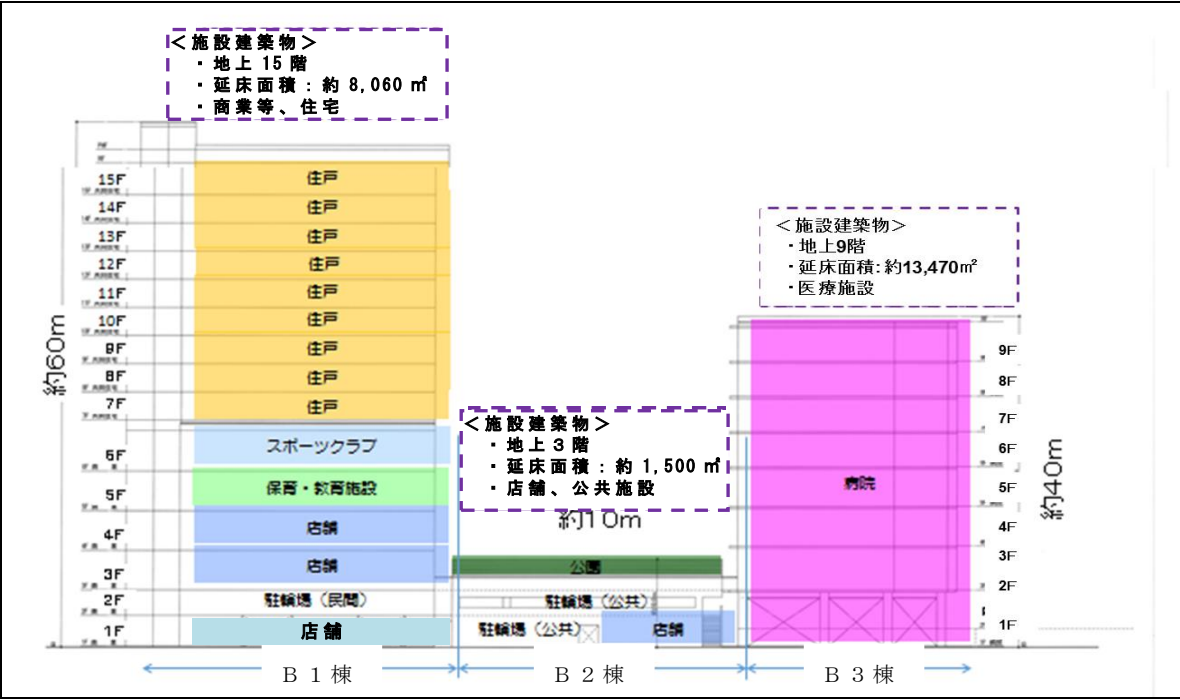 ＜施設建築物＞
・地上 15 階
・延床面積：約 8,060 ㎡
・商業等、住宅
＜施設建築物＞
・地上9階
・延床面積：約13,470㎡
・医療施設
＜施設建築物＞
・地上 3 階
・延床面積：約 1,500 ㎡
・店舗、公共施設
約60m
約10m
約40m
15F 住戸
14F 住戸
13F 住戸
12F 住戸
11F 住戸
10F 住戸
9F 住戸
8F 住戸
7F 住戸
6F スポーツクラブ
5F 保育・教育施設
4F 店舗
3F 店舗
2F 駐輪場（民間）
1F 店舗
公園
駐輪場（公共）
駐輪場（公共） 店舗
病院
9F
8F
7F
6F
5F
4F
3F
2F
1F
Ｂ１棟
Ｂ２棟
Ｂ３棟